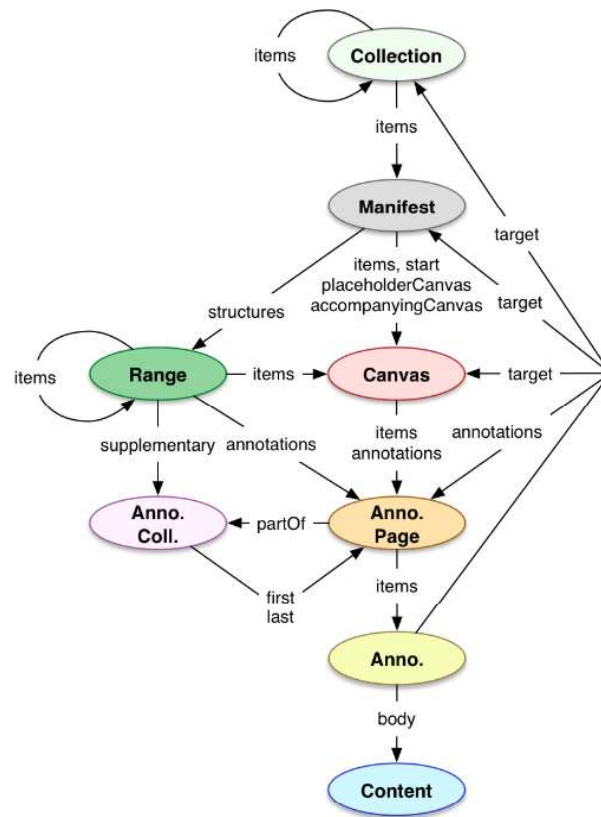 Collection
items
items
Manifest
target
items, start
placeholderCanvas
accompanyingCanvas
target
structures
items
Range
items
Canvas
target
supplementary
annotations
items
annotations
annotations
Anno.
Coll.
partOf
Anno.
Page
items
first
last
Anno.
body
Content